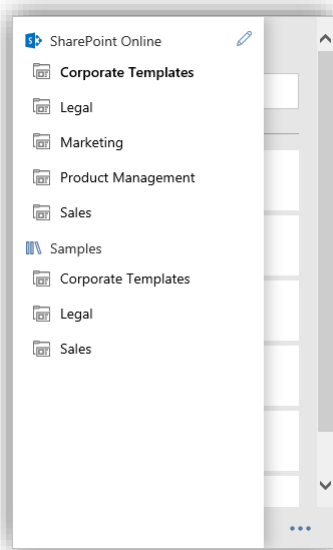 SharePoint Online
Corporate Templates
Legal
Marketing
Product Management
Sales
Samples
Corporate Templates
Legal
Sales